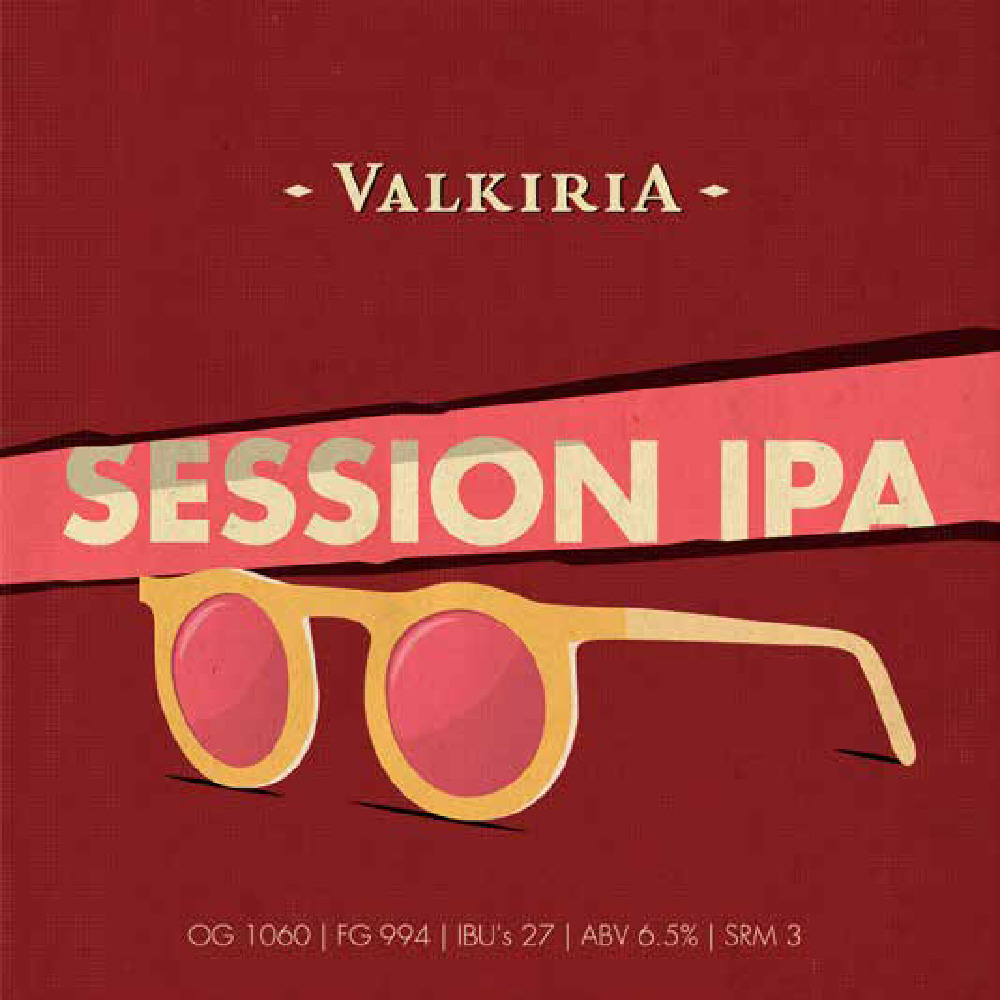 VALKIRIA
SESSION IPA
OG 1060 | FG 994 | IBU's 27 | ABV 6.5% | SRM 3